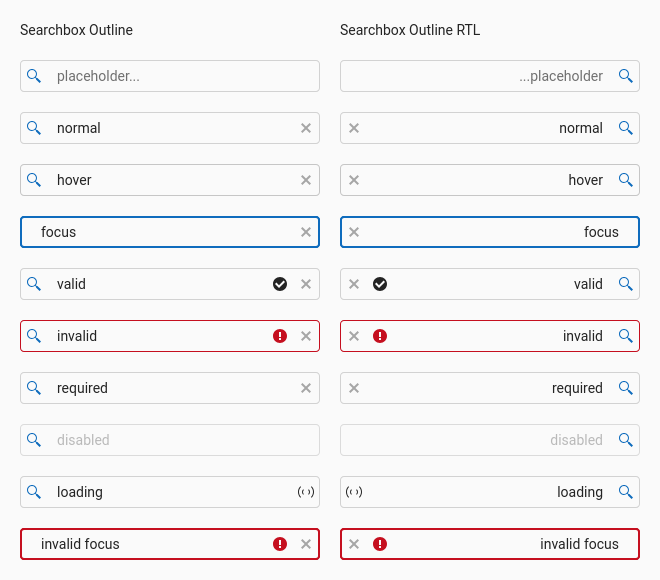 Searchbox Outline
placeholder...
normal
hover
focus
valid
invalid
required
disabled
loading
invalid focus
Searchbox Outline RTL
...placeholder
normal
hover
focus
valid
invalid
required
disabled
loading
invalid focus